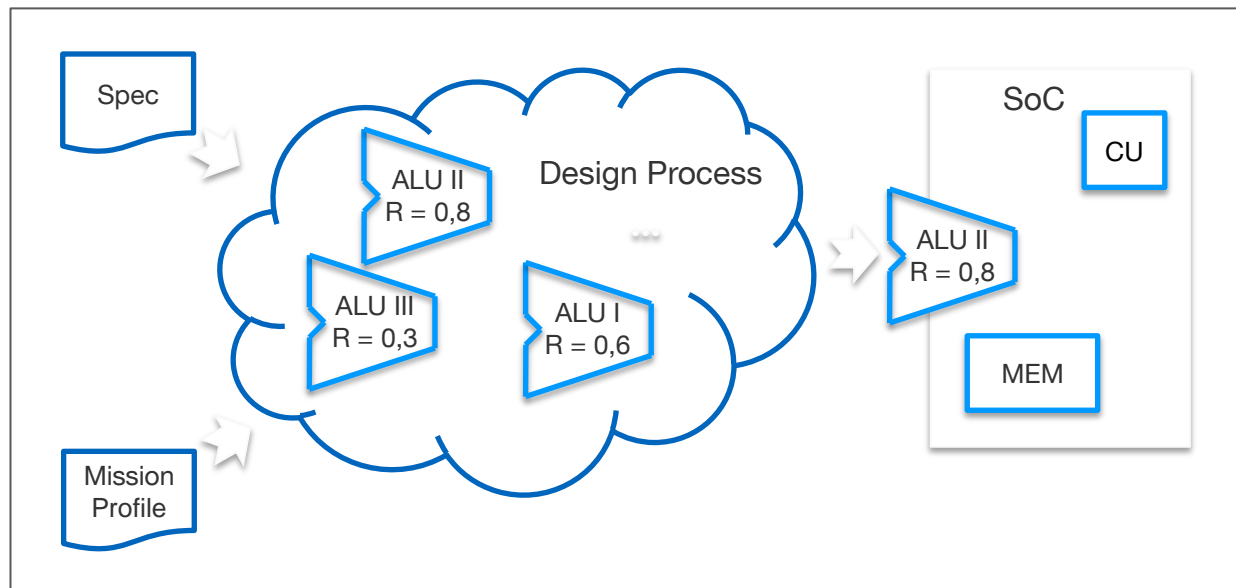 Spec
Mission
Profile
Design Process
...
ALU II
R = 0,8
ALU III
R = 0,3
ALU I
R = 0,6
SoC
CU
ALU II
R = 0,8
MEM